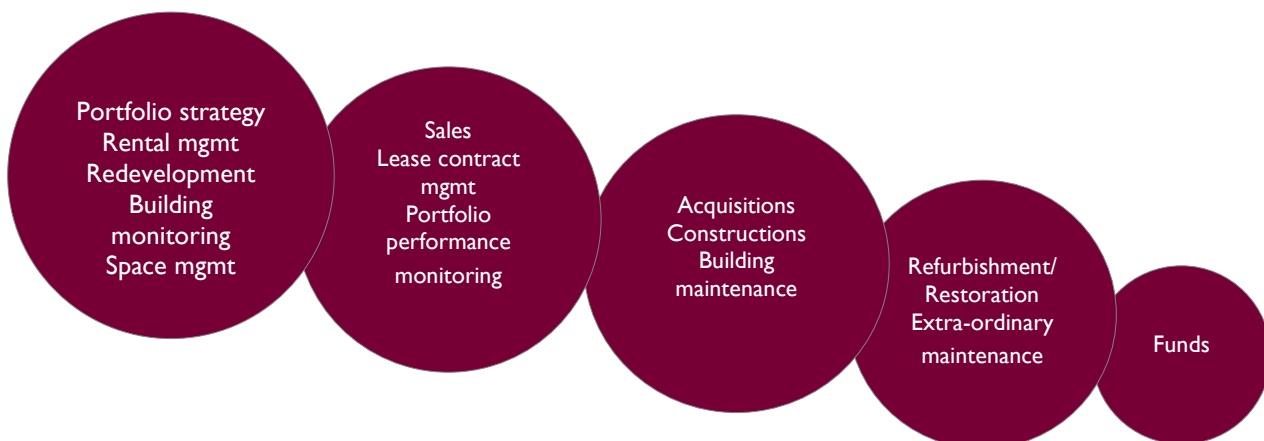 Portfolio strategy
Rental mgmt
Redevelopment
Building
monitoring
Space mgmt
Sales
Lease contract
mgmt
Portfolio
performance
monitoring
Acquisitions
Constructions
Building
maintenance
Refurbishment/
Restoration
Extra-ordinary
maintenance
Funds